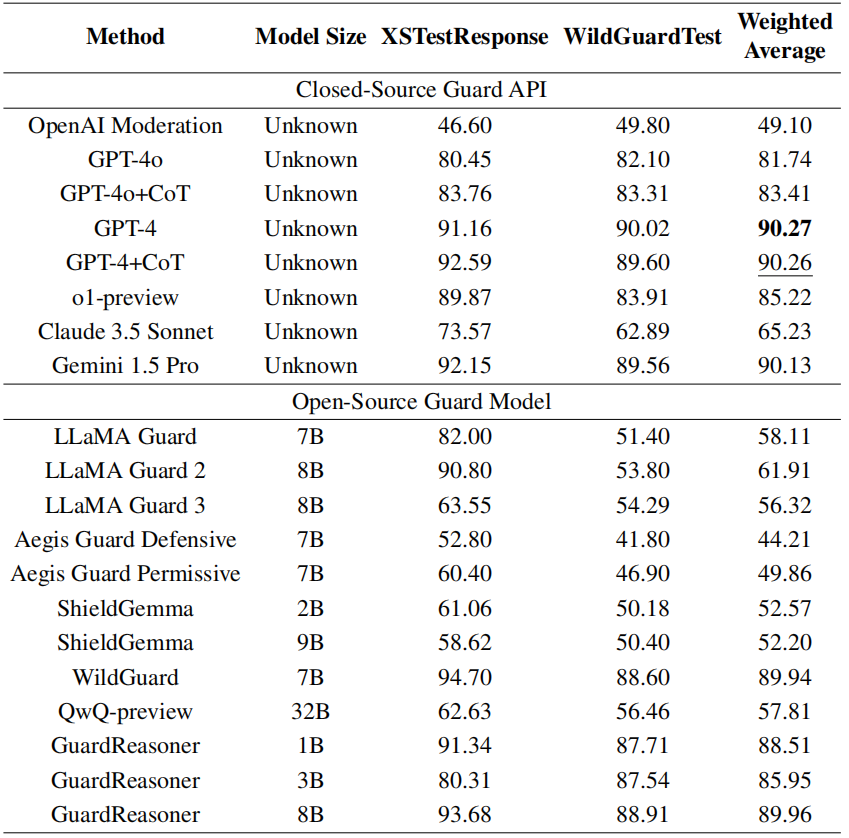 Method Model Size XSTestResponse WildGuardTest Weighted Average
Closed-Source Guard API
OpenAI Moderation Unknown 46.60 49.80 49.10
GPT-4o Unknown 80.45 82.10 81.74
GPT-4o+CoT Unknown 83.76 83.31 83.41
GPT-4 Unknown 91.16 90.02 90.27
GPT-4+CoT Unknown 92.59 89.60 90.26
o1-preview Unknown 89.87 83.91 85.22
Claude 3.5 Sonnet Unknown 73.57 62.89 65.23
Gemini 1.5 Pro Unknown 92.15 89.56 90.13
Open-Source Guard Model
LLaMA Guard 7B 82.00 51.40 58.11
LLaMA Guard 2 8B 90.80 53.80 61.91
LLaMA Guard 3 8B 63.55 54.29 56.32
Aegis Guard Defensive 7B 52.80 41.80 44.21
Aegis Guard Permissive 7B 60.40 46.90 49.86
ShieldGemma 2B 61.06 50.18 52.57
ShieldGemma 9B 58.62 50.40 52.20
WildGuard 7B 94.70 88.60 89.94
QwQ-preview 32B 62.63 56.46 57.81
GuardReasoner 1B 91.34 87.71 88.51
GuardReasoner 3B 80.31 87.54 85.95
GuardReasoner 8B 93.68 88.91 89.96